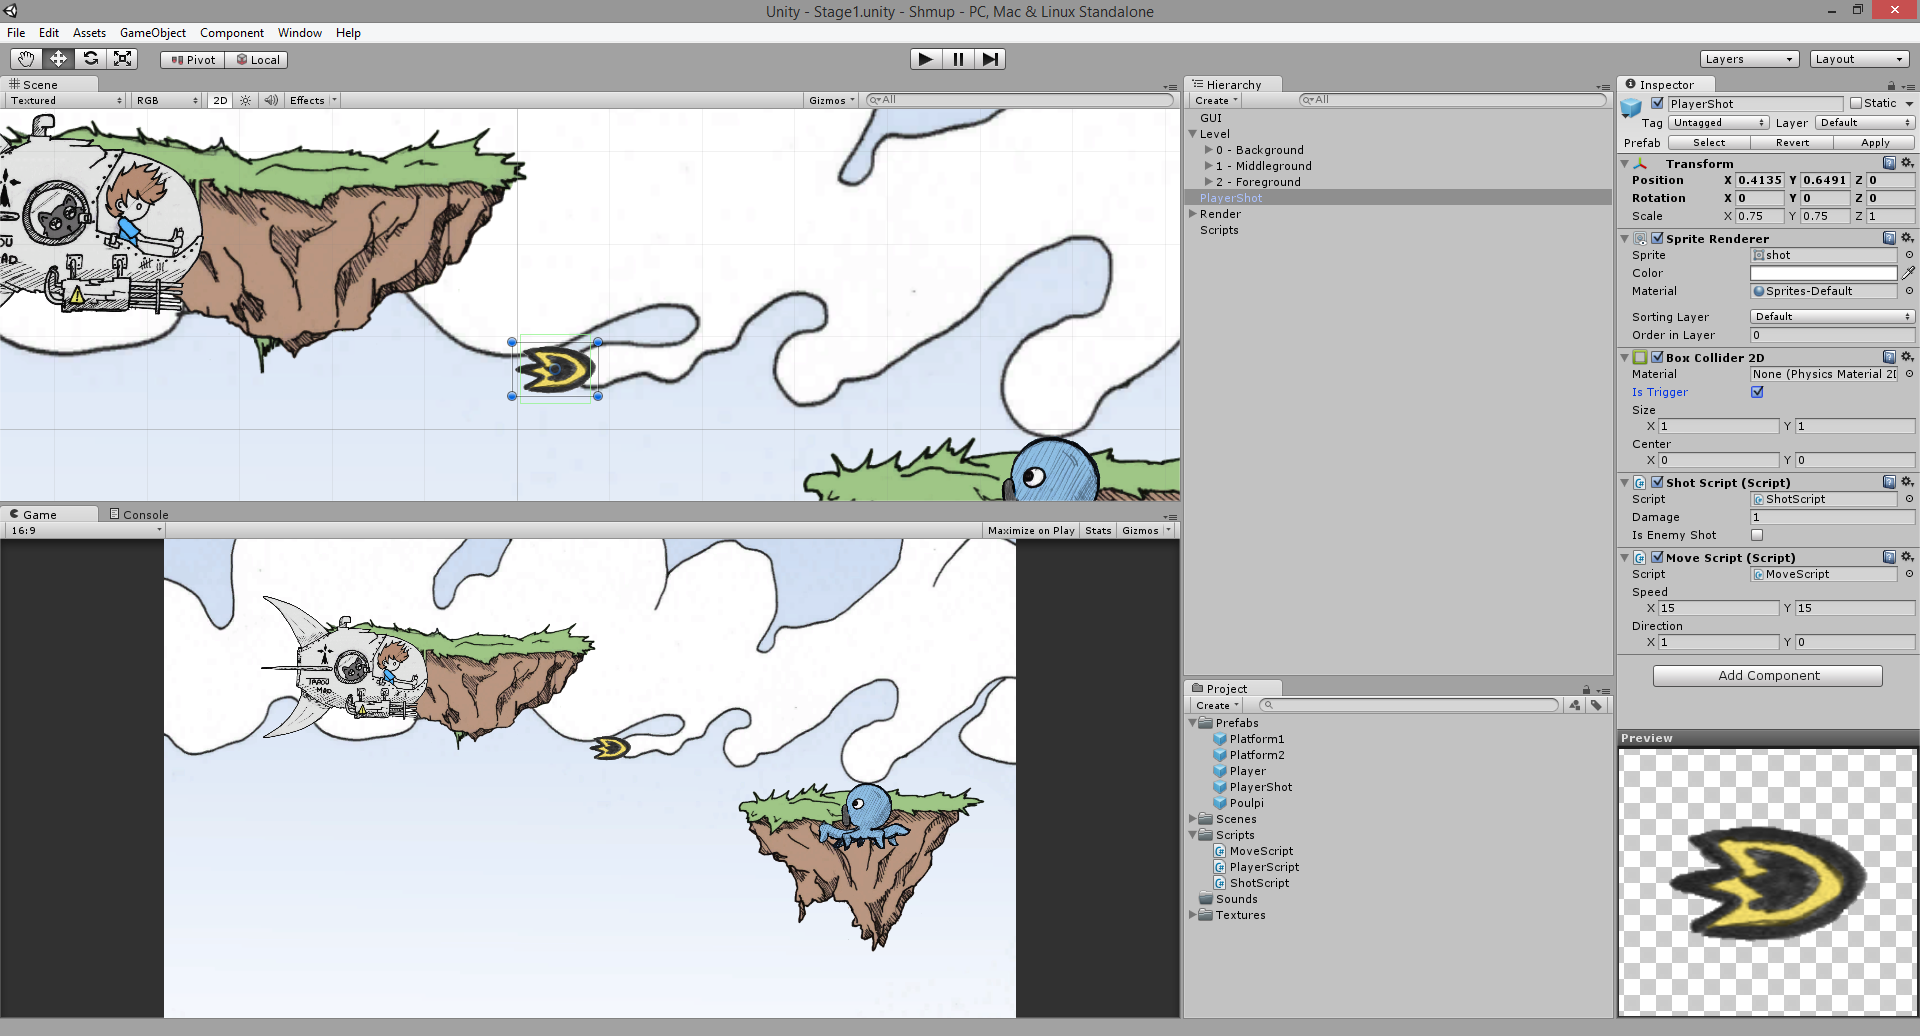 Unity - Stage1.unity - Shmup - PC, Mac & Linux Standalone
File Edit Assets GameObject Component Window Help
Pivot Local
Layers Layout
Scene
Textured RGB 2D Effects Gizmos All
Game Console
16:9 Maximize on Play Stats Gizmos
TABOU
MAD
Hierarchy
Create All
GUI
Level
0 - Background
1 - Middleground
2 - Foreground
PlayerShot
Render
Scripts
Project
Create
Prefabs
Platform1
Platform2
Player
PlayerShot
Poulpi
Scenes
Scripts
MoveScript
PlayerScript
ShotScript
Sounds
Textures
Inspector
PlayerShot Static
Tag Untagged Layer Default
Prefab Select Revert Apply
Transform
Position X 0.4135 Y 0.6491 Z 0
Rotation X 0 Y 0 Z 0
Scale X 0.75 Y 0.75 Z 1
Sprite Renderer
Sprite shot
Color
Material Sprites-Default
Sorting Layer Default
Order in Layer 0
Box Collider 2D
Material None (Physics Material 2
Is Trigger
Size
X 1 Y 1
Center
X 0 Y 0
Shot Script (Script)
Script ShotScript
Damage 1
Is Enemy Shot
Move Script (Script)
Script MoveScript
Speed
X 15 Y 15
Direction
X 1 Y 0
Add Component
Preview